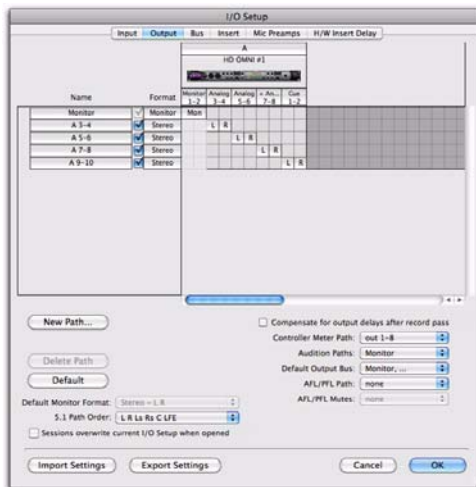 I/O Setup
Input Output Bus Insert Mic Preamps H/W Insert Delay
A
HD OMNI #1
Name Format Monitor 1-2 Analog 3-4 Analog 5-6 + An... 7-8 Cue 1-2
Monitor Monitor Mon
A 3-4 Stereo L R
A 5-6 Stereo L R
A 7-8 Stereo L R
A 9-10 Stereo L R
New Path...
Compensate for output delays after record pass
Controller Meter Path: out 1-8
Delete Path
Audition Paths: Monitor
Default
Default Output Bus: Monitor, ...
AFL/PFL Path: none
Default Monitor Format: Stereo - L R
AFL/PFL Mutes: none
5.1 Path Order: L R Ls Rs C LFE
Sessions overwrite current I/O Setup when opened
Import Settings Export Settings Cancel OK